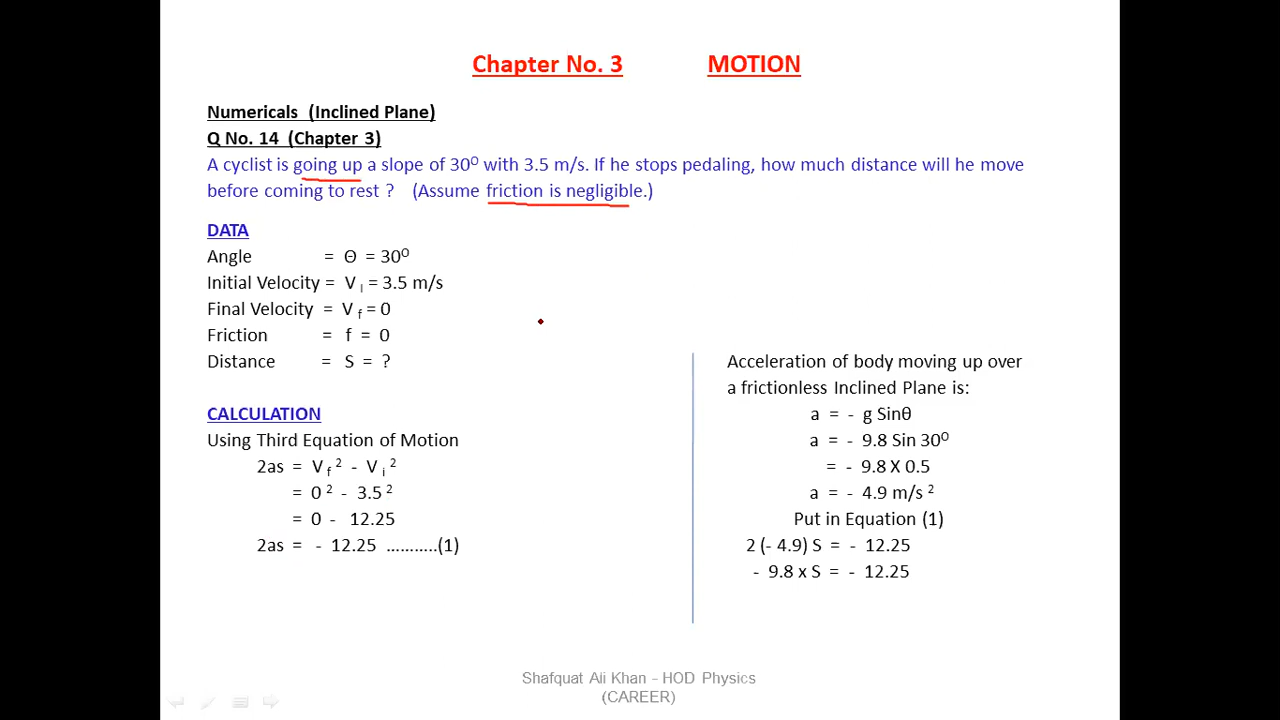 Chapter No. 3 MOTION
Numericals (Inclined Plane)
Q No. 14 (Chapter 3)
A cyclist is going up a slope of 30⁰ with 3.5 m/s. If he stops pedaling, how much distance will he move
before coming to rest ? (Assume friction is negligible.)
DATA
Angle = Θ = 30⁰
Initial Velocity = V ᵢ = 3.5 m/s
Final Velocity = V f = 0
Friction = f = 0
Distance = S = ?
CALCULATION
Using Third Equation of Motion
2as = V f ² - V i ²
= 0 ² - 3.5 ²
= 0 - 12.25
2as = - 12.25 ...........(1)
Acceleration of body moving up over
a frictionless Inclined Plane is:
a = - g Sinθ
a = - 9.8 Sin 30⁰
= - 9.8 X 0.5
a = - 4.9 m/s ²
Put in Equation (1)
2 (- 4.9) S = - 12.25
- 9.8 x S = - 12.25
Shafquat Ali Khan - HOD Physics
(CAREER)